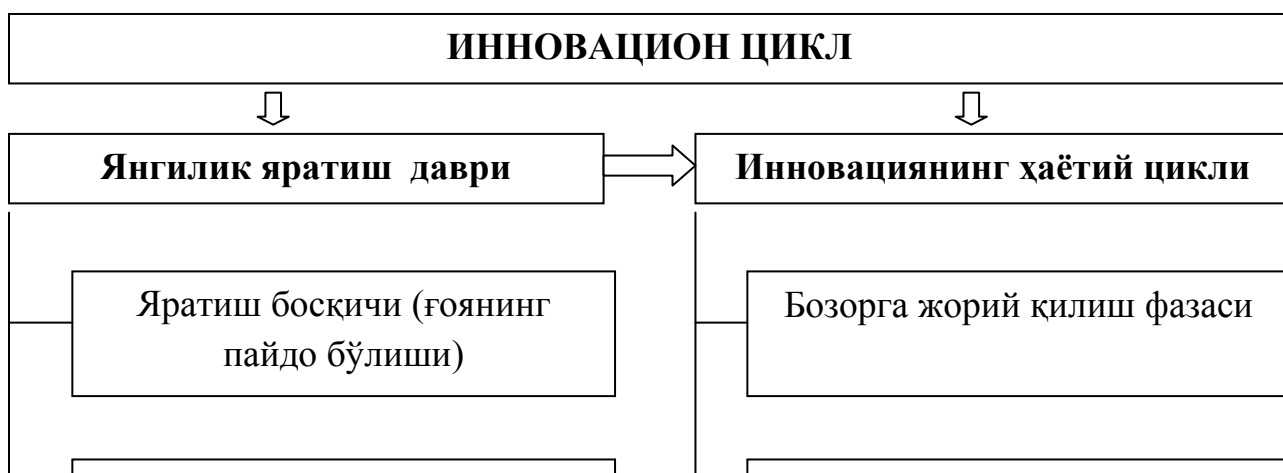 ИННОВАЦИОН ЦИКЛ
Янгилик яратиш даври
Инновациянинг ҳаётий цикли
Яратиш босқичи (ғоянинг
пайдо бўлиши)
Бозорга жорий қилиш фазаси